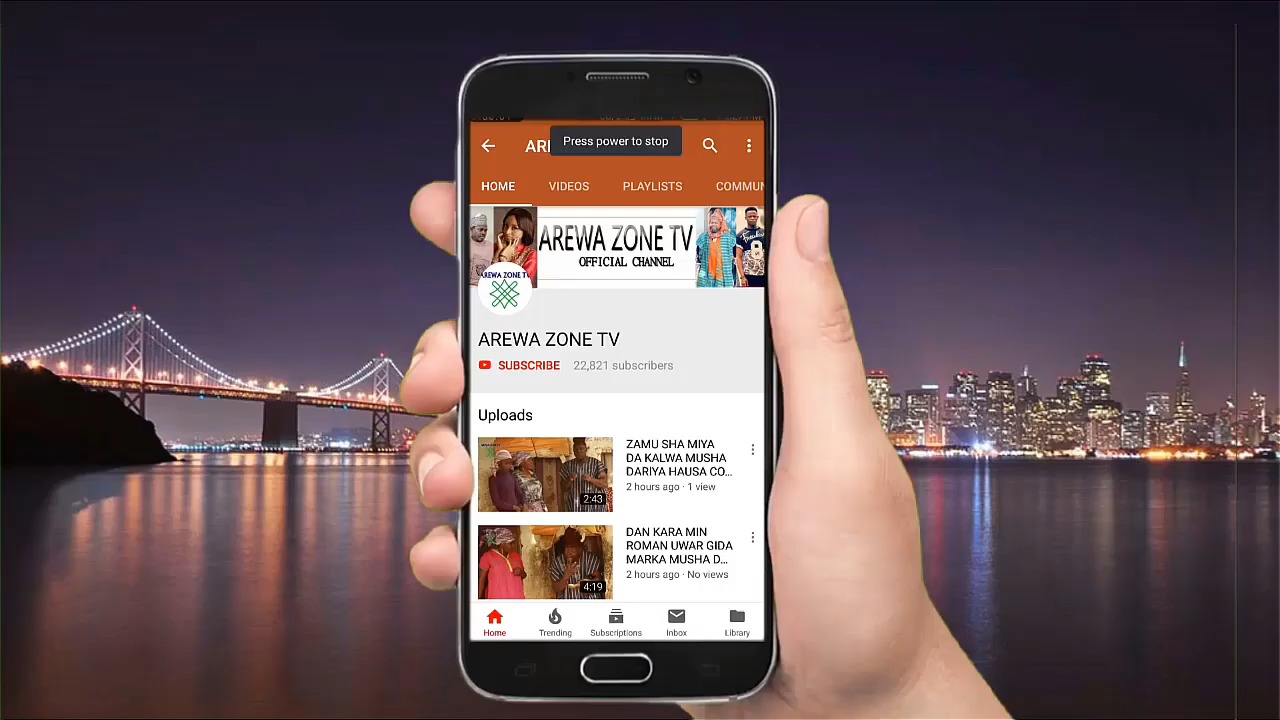 Press power to stop
HOME VIDEOS PLAYLISTS COMMUN
AREWA ZONE TV
OFFICIAL CHANNEL
AREWA ZONE TV
AREWA ZONE TV
SUBSCRIBE 22,821 subscribers
Uploads
ZAMU SHA MIYA
DA KALWA MUSHA
DARIYA HAUSA CO...
2 hours ago · 1 view
2:43
DAN KARA MIN
ROMAN UWAR GIDA
MARKA MUSHA D...
2 hours ago · No views
4:19
Home Trending Subscriptions Inbox Library